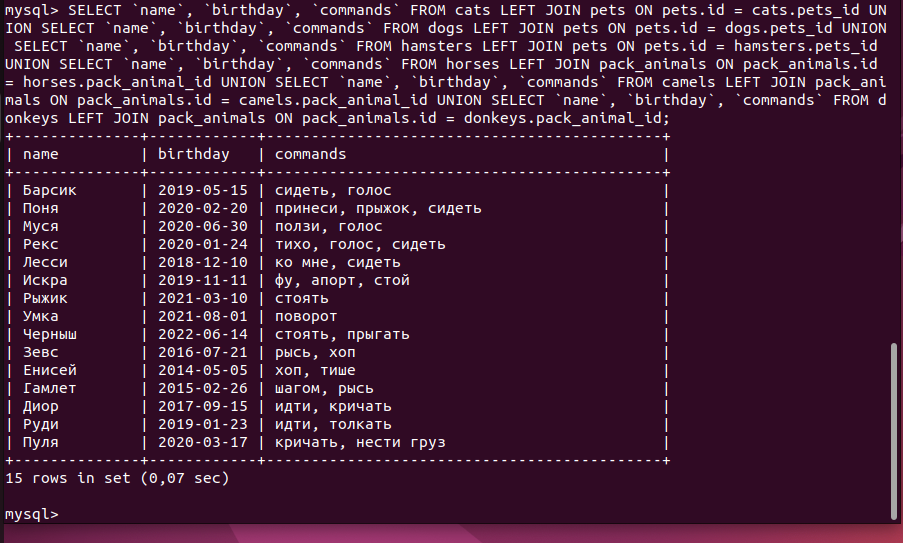 mysql> SELECT `name`, `birthday`, `commands` FROM cats LEFT JOIN pets ON pets.id = cats.pets_id UN
ION SELECT `name`, `birthday`, `commands` FROM dogs LEFT JOIN pets ON pets.id = dogs.pets_id UNION
 SELECT `name`, `birthday`, `commands` FROM hamsters LEFT JOIN pets ON pets.id = hamsters.pets_id
UNION SELECT `name`, `birthday`, `commands` FROM horses LEFT JOIN pack_animals ON pack_animals.id
= horses.pack_animal_id UNION SELECT `name`, `birthday`, `commands` FROM camels LEFT JOIN pack_ani
mals ON pack_animals.id = camels.pack_animal_id UNION SELECT `name`, `birthday`, `commands` FROM d
onkeys LEFT JOIN pack_animals ON pack_animals.id = donkeys.pack_animal_id;
+--------------+------------+--------------------------------------------+
| name         | birthday   | commands                                   |
+--------------+------------+--------------------------------------------+
| Барсик       | 2019-05-15 | сидеть, голос                              |
| Поня         | 2020-02-20 | принеси, прыжок, сидеть                    |
| Муся         | 2020-06-30 | ползи, голос                               |
| Рекс         | 2020-01-24 | тихо, голос, сидеть                        |
| Лесси        | 2018-12-10 | ко мне, сидеть                             |
| Искра        | 2019-11-11 | фу, апорт, стой                            |
| Рыжик        | 2021-03-10 | стоять                                     |
| Умка         | 2021-08-01 | поворот                                    |
| Черныш       | 2022-06-14 | стоять, прыгать                            |
| Зевс         | 2016-07-21 | рысь, хоп                                  |
| Енисей       | 2014-05-05 | хоп, тише                                  |
| Гамлет       | 2015-02-26 | шагом, рысь                                |
| Диор         | 2017-09-15 | идти, кричать                              |
| Руди         | 2019-01-23 | идти, толкать                              |
| Пуля         | 2020-03-17 | кричать, нести груз                        |
+--------------+------------+--------------------------------------------+
15 rows in set (0,07 sec)
mysql>